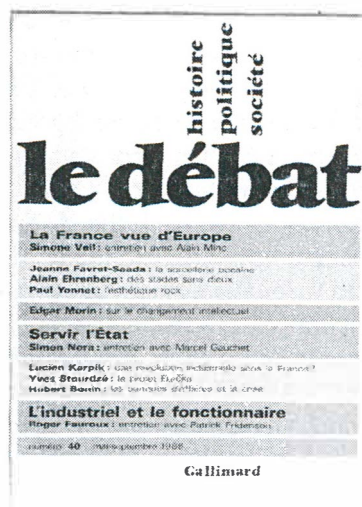 histoire
politique
société
le débat
La France vue d'Europe
Simone Veil : entretien avec Alain Minc
Jeanne Favret-Saada : la sorcellerie bocaine
Alain Ehrenberg : des stades sans dieux
Paul Yonnet : l'esthétique rock
Edgar Morin : sur le changement intellectuel
Servir l'État
Simon Nora : entretien avec Marcel Gauchet
Lucien Karpik : une révolution industrielle sans la France ?
Yves Stourdzé : le projet Eurêka
Hubert Bonin : les banques d'affaires et la crise
L'industriel et le fonctionnaire
Roger Fauroux : entretien avec Patrick Fridenson
numéro 40 mai-septembre 1986
Gallimard